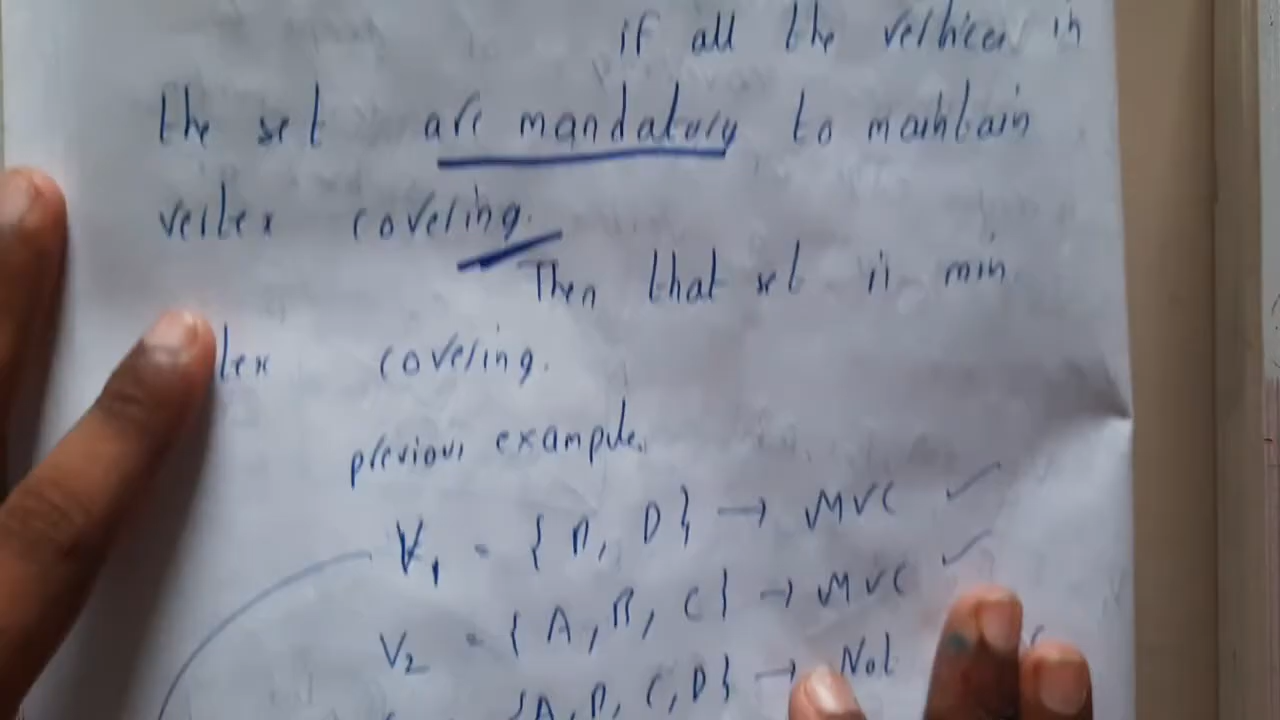 if all the vertices in
the set are mandatory to maintain
vertex covering.
Then that set is min
tex covering.
previous example.
V1 = { B, D} → MVC ✓
V2 = { A, B, C} → MVC ✓
{A, B, C, D} → Not